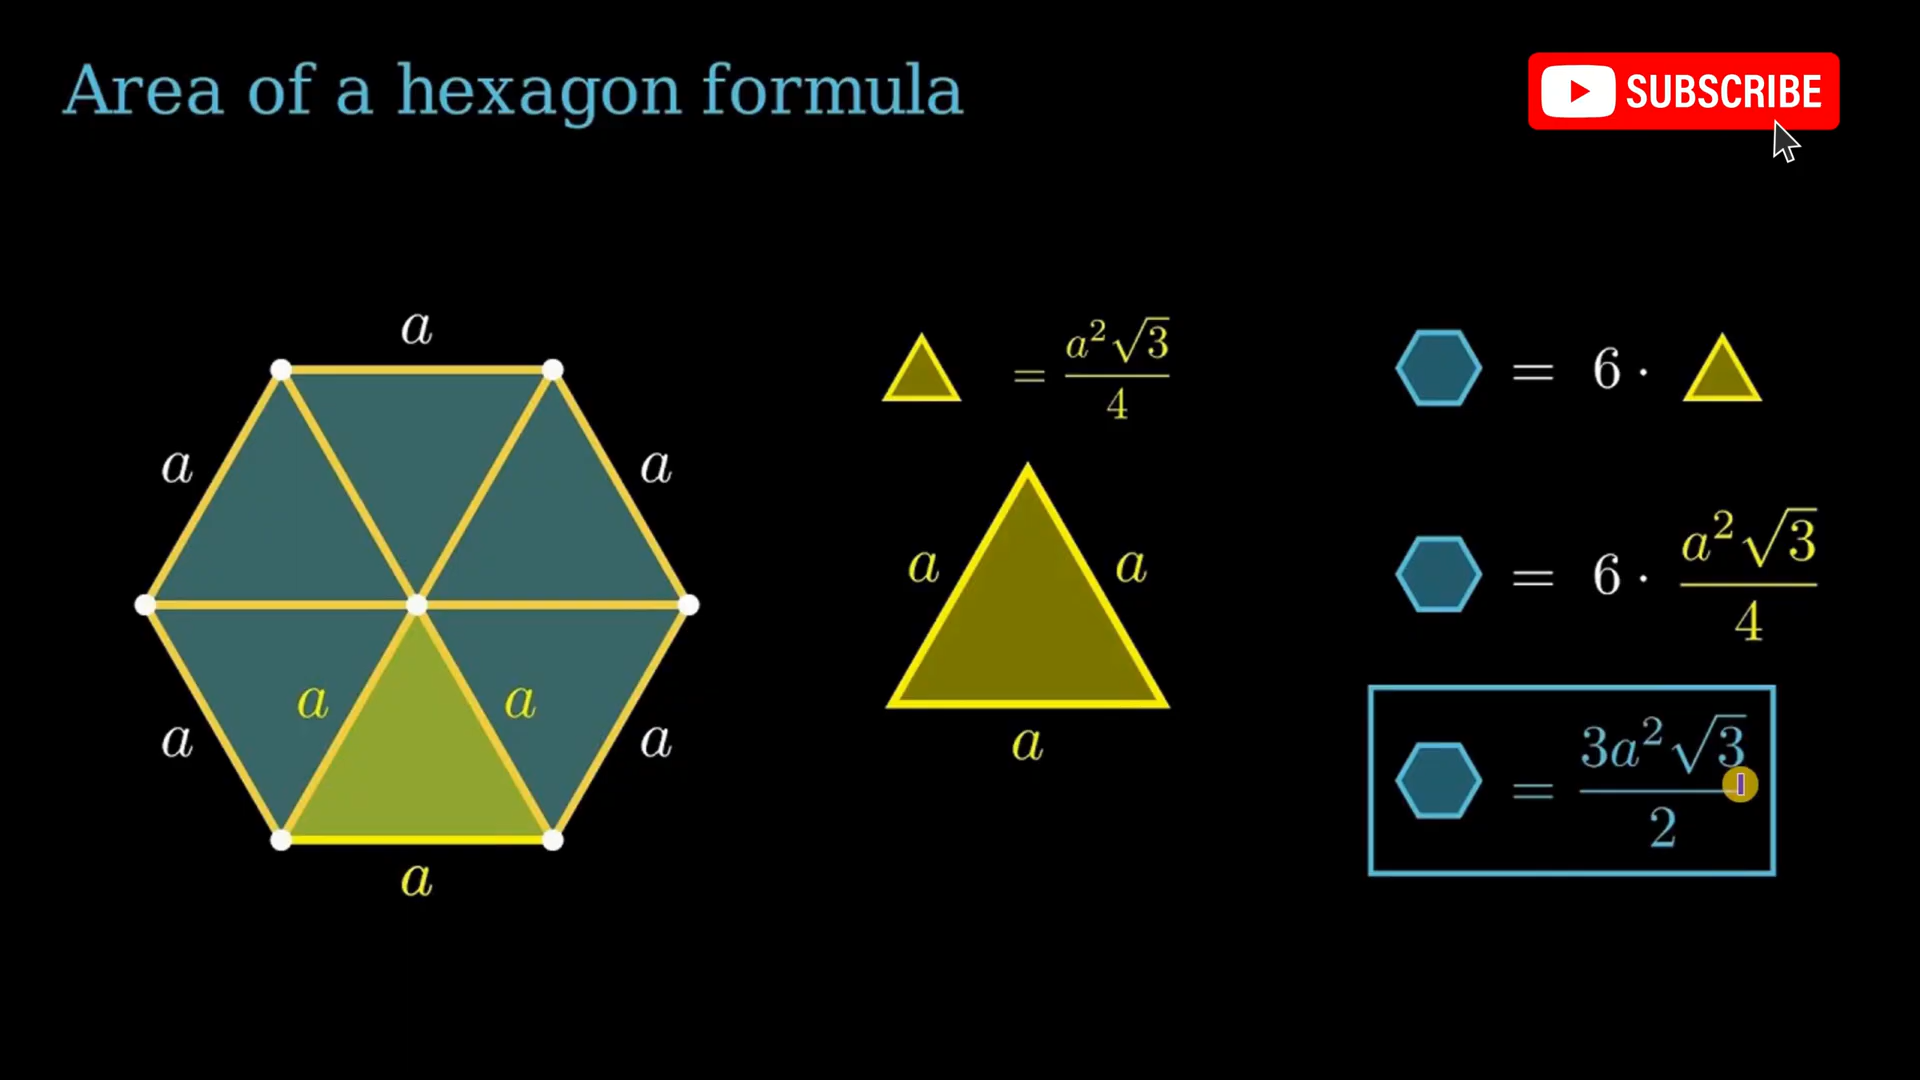 Area of a hexagon formula
SUBSCRIBE
a
a
a
a
a
a
a
a
= a²√3/4
a
a
a
= 6 ·
= 6 · a²√3/4
= 3a²√3/2